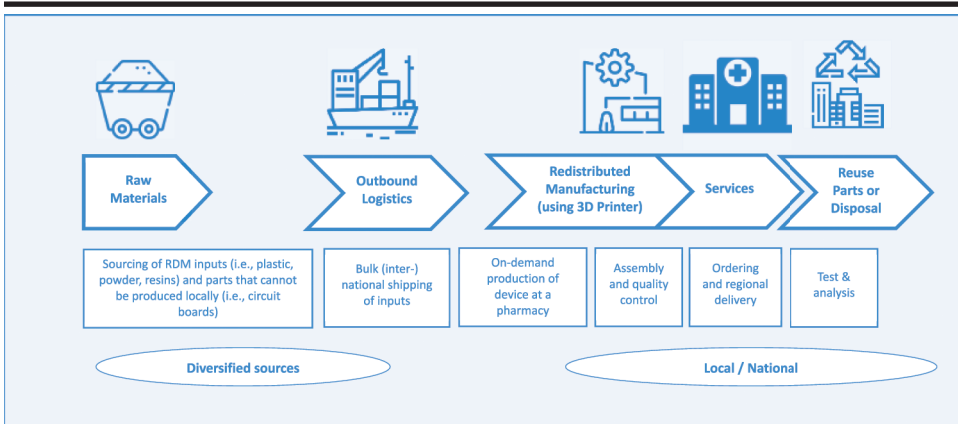 Raw
Materials
Outbound
Logistics
Redistributed
Manufacturing
(using 3D Printer)
Services
Reuse
Parts or
Disposal
Sourcing of RDM inputs (i.e., plastic,
powder, resins) and parts that cannot
be produced locally (i.e., circuit
boards)
Bulk (inter-)
national shipping
of inputs
On-demand
production of
device at a
pharmacy
Assembly
and quality
control
Ordering
and regional
delivery
Test &
analysis
Diversified sources
Local / National